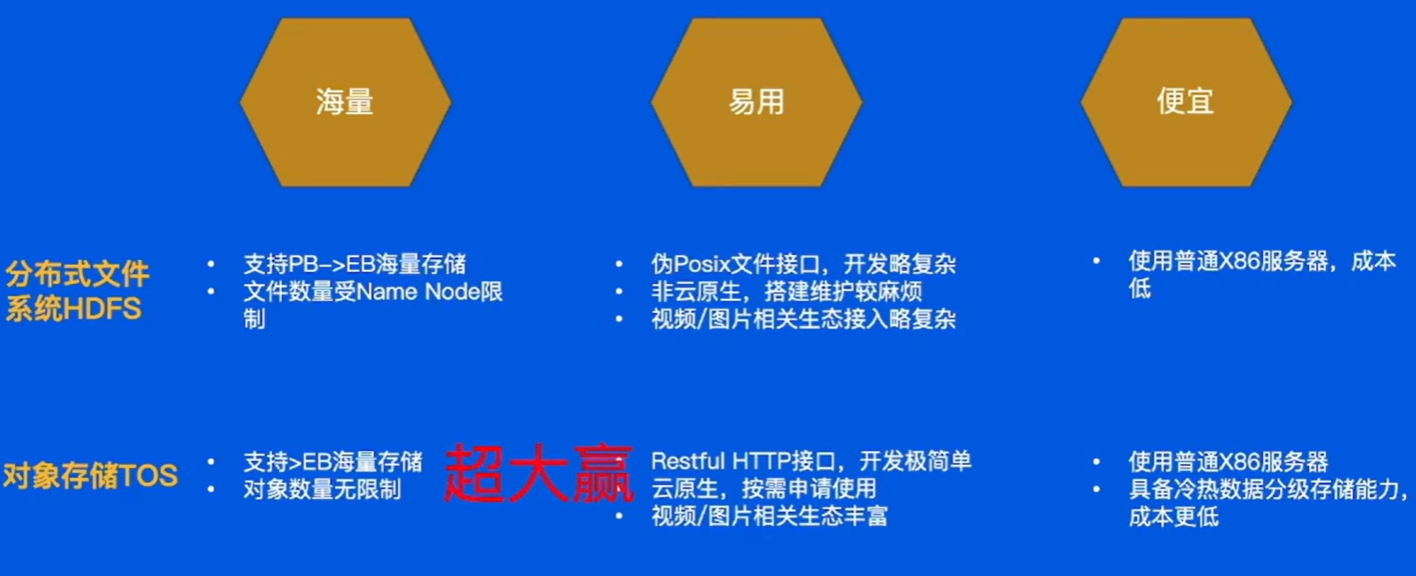 海量
易用
便宜
分布式文件
系统HDFS
• 支持PB->EB海量存储
• 文件数量受Name Node限
制
• 伪Posix文件接口，开发略复杂
• 非云原生，搭建维护较麻烦
• 视频/图片相关生态接入略复杂
• 使用普通X86服务器，成本
低
对象存储TOS
• 支持>EB海量存储
• 对象数量无限制
超大赢
• Restful HTTP接口，开发极简单
• 云原生，按需申请使用
• 视频/图片相关生态丰富
• 使用普通X86服务器
• 具备冷热数据分级存储能力，
成本更低